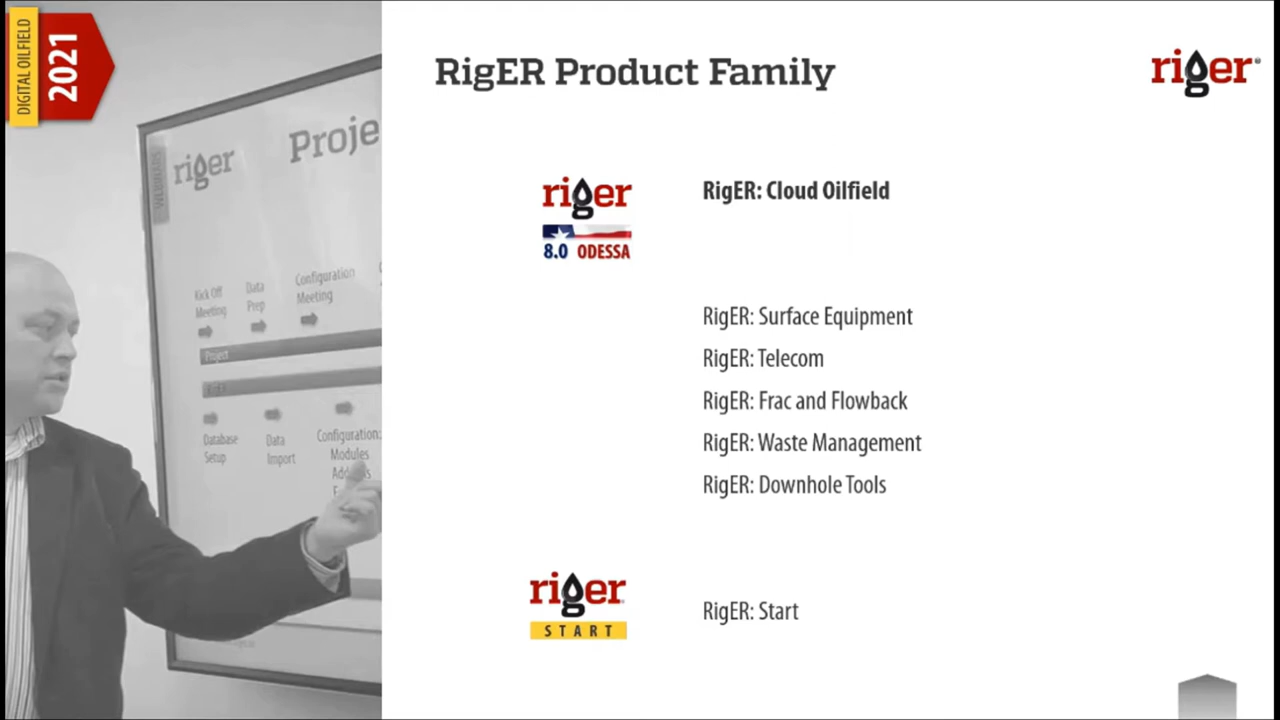 DIGITAL OILFIELD
2021
RigER Product Family
riger
WEBINARS
riger
Proje
Kick Off
Meeting
Data
Prep
Configuration
Meeting
Project
Database
Setup
Data
Import
Configuration:
Modules
riger
8.0 ODESSA
RigER: Cloud Oilfield
RigER: Surface Equipment
RigER: Telecom
RigER: Frac and Flowback
RigER: Waste Management
RigER: Downhole Tools
riger
START
RigER: Start